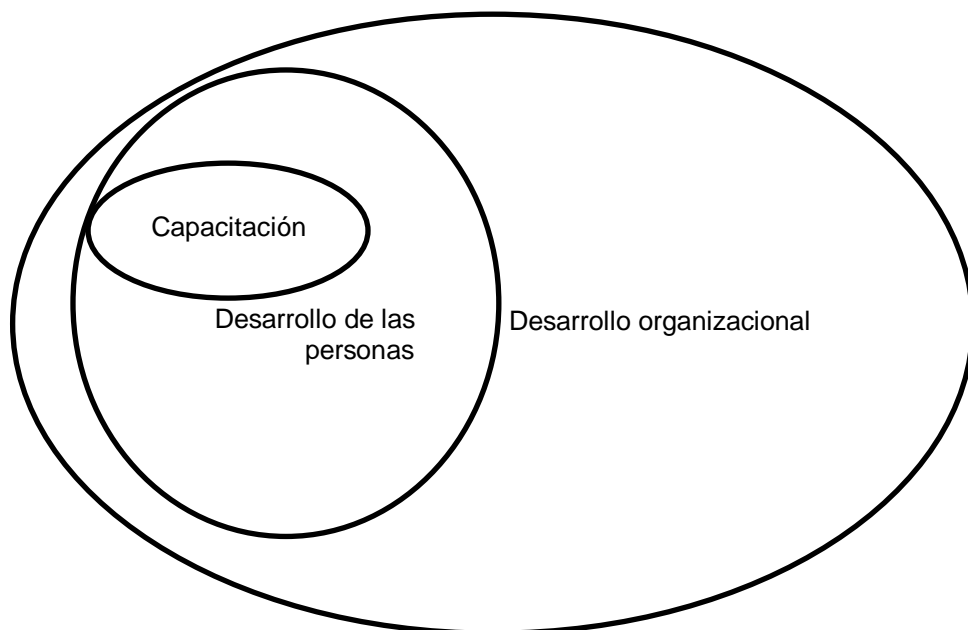 Capacitación
Desarrollo de las
personas
Desarrollo organizacional